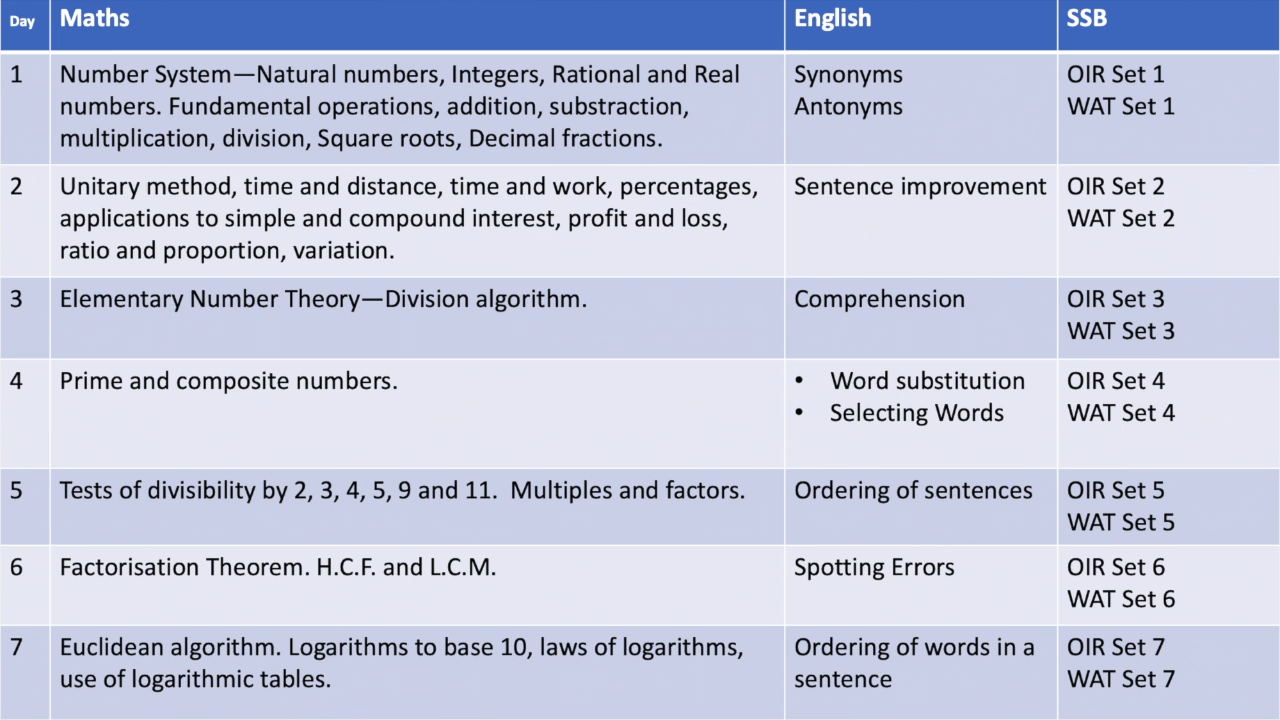 Day Maths English SSB
1 Number System—Natural numbers, Integers, Rational and Real Synonyms OIR Set 1
numbers. Fundamental operations, addition, substraction, Antonyms WAT Set 1
multiplication, division, Square roots, Decimal fractions.
2 Unitary method, time and distance, time and work, percentages, Sentence improvement OIR Set 2
applications to simple and compound interest, profit and loss, WAT Set 2
ratio and proportion, variation.
3 Elementary Number Theory—Division algorithm. Comprehension OIR Set 3
WAT Set 3
4 Prime and composite numbers. • Word substitution OIR Set 4
• Selecting Words WAT Set 4
5 Tests of divisibility by 2, 3, 4, 5, 9 and 11. Multiples and factors. Ordering of sentences OIR Set 5
WAT Set 5
6 Factorisation Theorem. H.C.F. and L.C.M. Spotting Errors OIR Set 6
WAT Set 6
7 Euclidean algorithm. Logarithms to base 10, laws of logarithms, Ordering of words in a OIR Set 7
use of logarithmic tables. sentence WAT Set 7